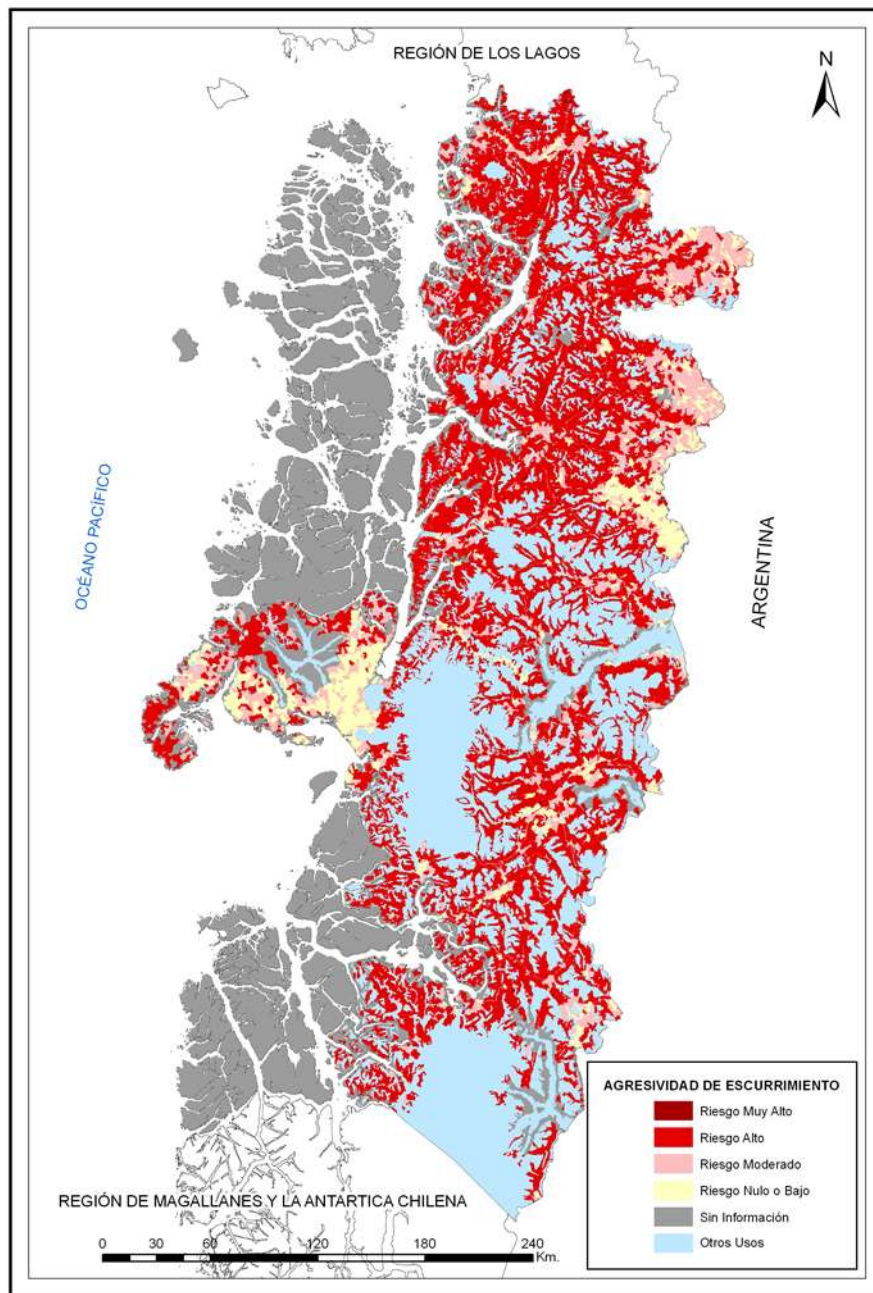 REGIÓN DE LOS LAGOS
N
OCÉANO PACÍFICO
ARGENTINA
AGRESIVIDAD DE ESCURRIMIENTO
Riesgo Muy Alto
Riesgo Alto
Riesgo Moderado
Riesgo Nulo o Bajo
Sin Información
Otros Usos
REGIÓN DE MAGALLANES Y LA ANTARTICA CHILENA
0 30 60 120 180 240
Km.